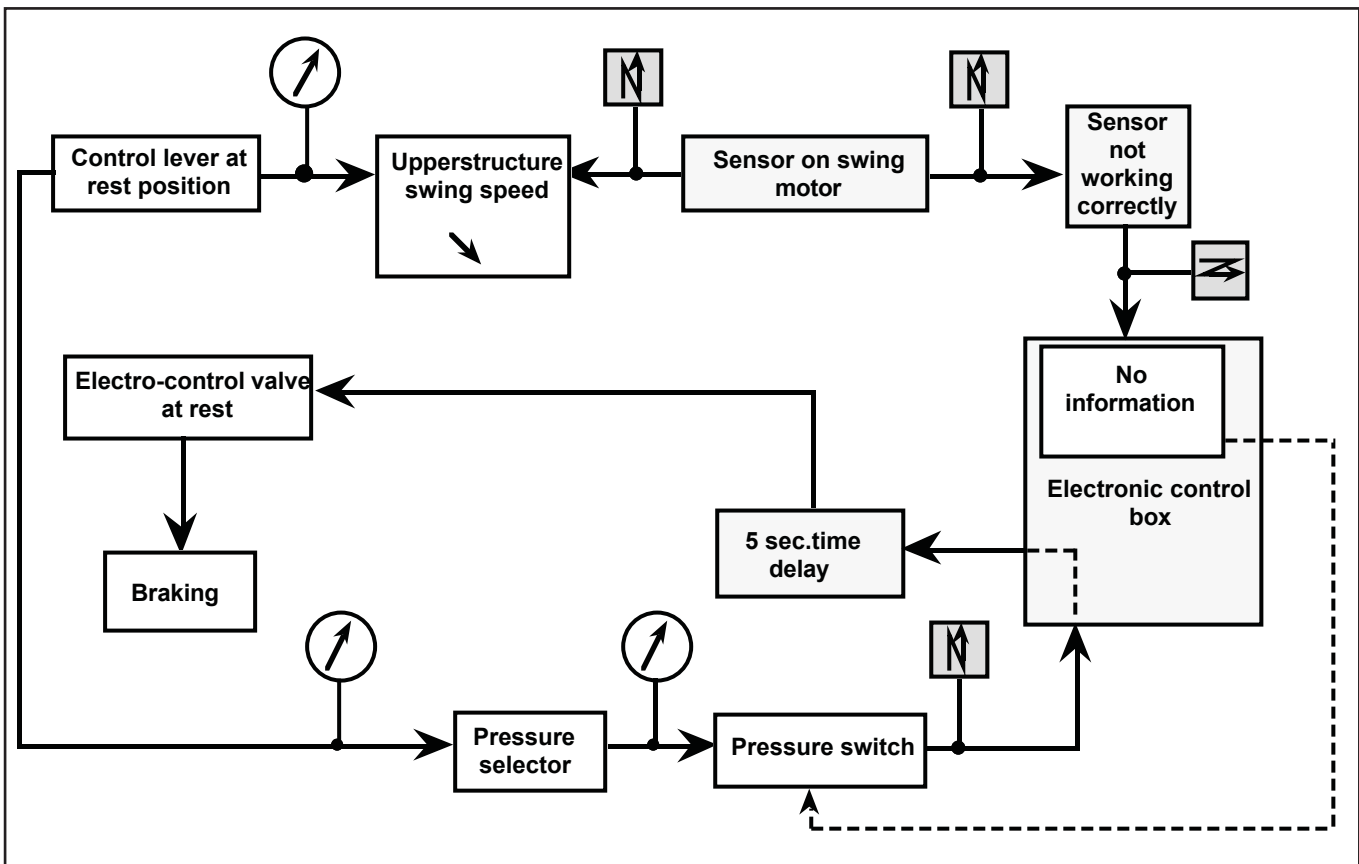 Control lever at
rest position
Upperstructure
swing speed
Sensor on swing
motor
Sensor
not
working
correctly
Electro-control valve
at rest
No
information
Electronic control
box
5 sec.time
delay
Braking
Pressure
selector
Pressure switch